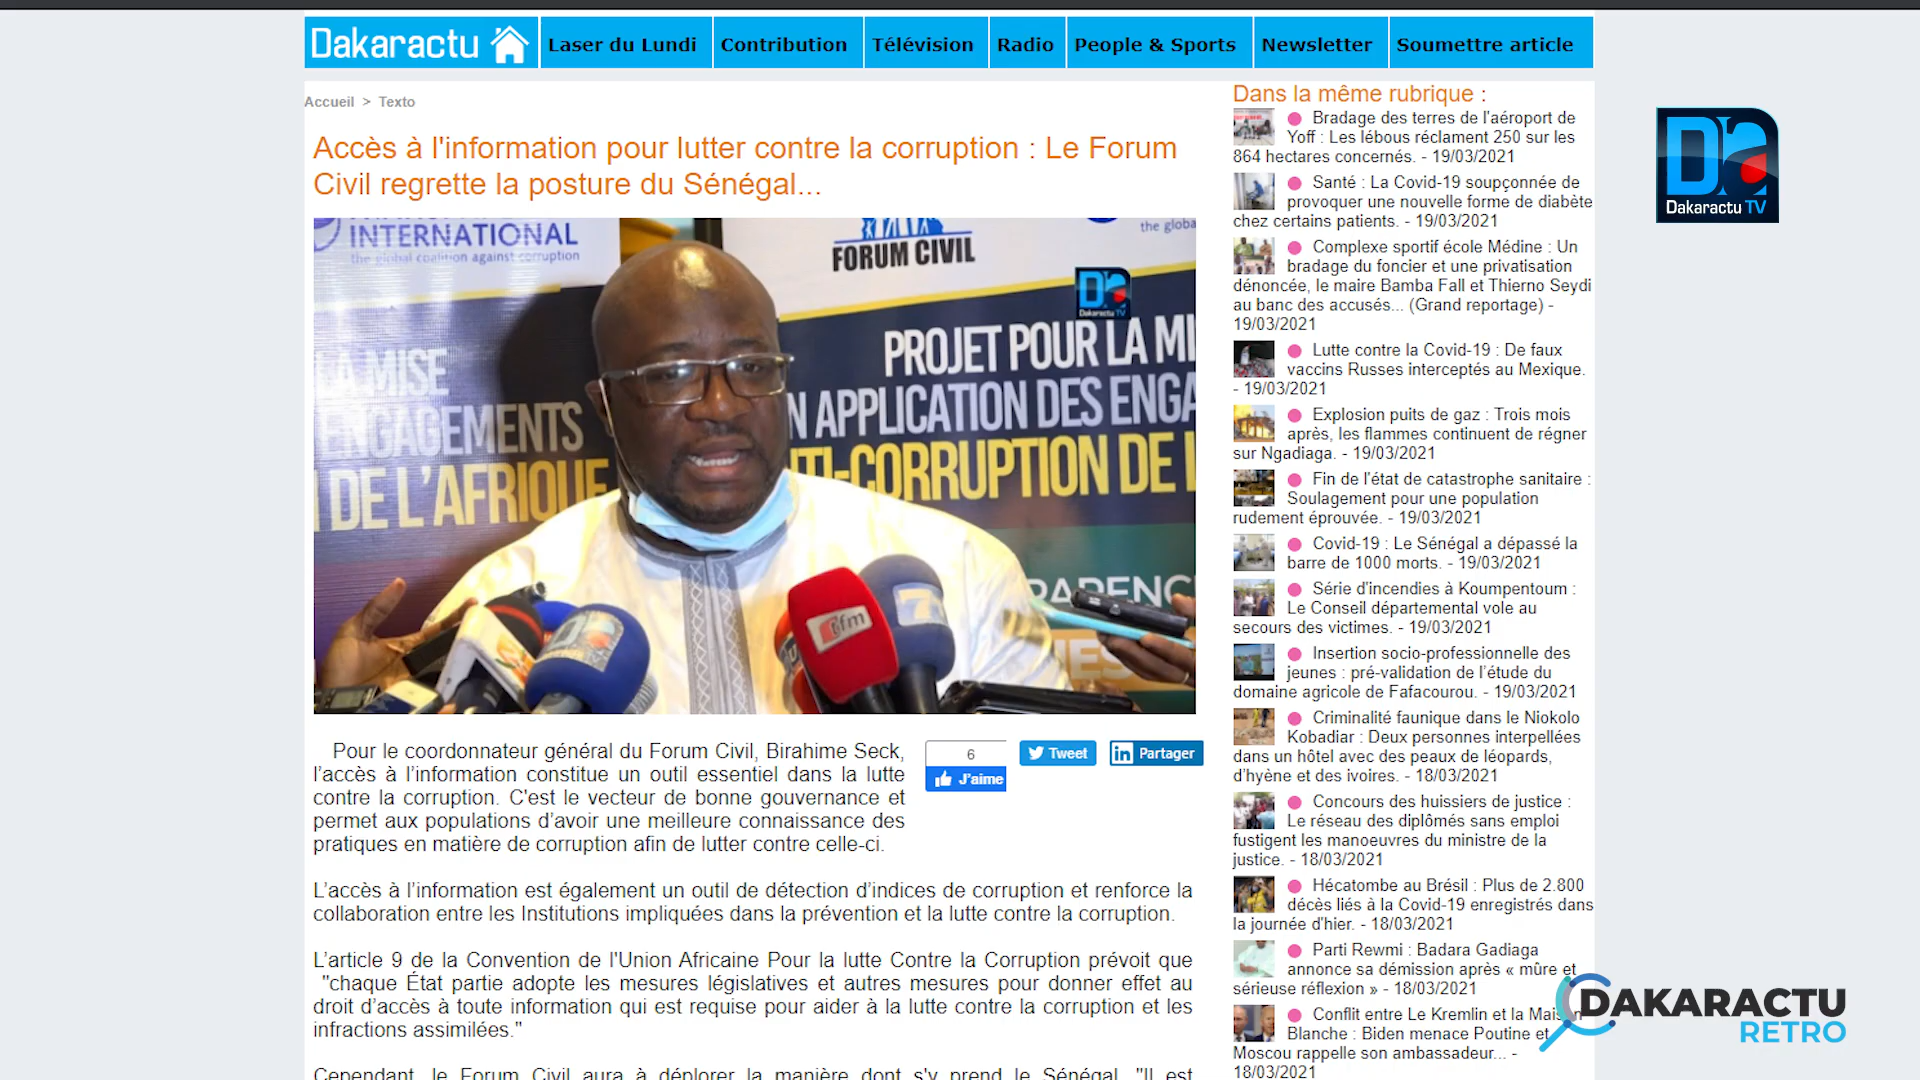 Dakaractu
Laser du Lundi
Contribution
Télévision
Radio
People & Sports
Newsletter
Soumettre article
Accueil > Texto
Accès à l'information pour lutter contre la corruption : Le Forum
Civil regrette la posture du Sénégal...
INTERNATIONAL
the global coalition against corruption
FORUM CIVIL
the global
Dakaractu TV
LA MISE
ENGAGEMENTS
DE L'AFRIQUE
PROJET POUR LA MI
N APPLICATION DES ENGA
TI-CORRUPTION DE L
tfm
6
J'aime
Tweet
Partager
Pour le coordonnateur général du Forum Civil, Birahime Seck,
l’accès à l’information constitue un outil essentiel dans la lutte
contre la corruption. C'est le vecteur de bonne gouvernance et
permet aux populations d’avoir une meilleure connaissance des
pratiques en matière de corruption afin de lutter contre celle-ci.
L’accès à l’information est également un outil de détection d’indices de corruption et renforce la
collaboration entre les Institutions impliquées dans la prévention et la lutte contre la corruption.
L’article 9 de la Convention de l'Union Africaine Pour la lutte Contre la Corruption prévoit que
"chaque État partie adopte les mesures législatives et autres mesures pour donner effet au
droit d’accès à toute information qui est requise pour aider à la lutte contre la corruption et les
infractions assimilées."
Cependant, le Forum Civil aura à déplorer la manière dont s'y prend le Sénégal. "Il est
Dans la même rubrique :
Bradage des terres de l'aéroport de
Yoff : Les lébous réclament 250 sur les
864 hectares concernés. - 19/03/2021
Santé : La Covid-19 soupçonnée de
provoquer une nouvelle forme de diabète
chez certains patients. - 19/03/2021
Complexe sportif école Médine : Un
bradage du foncier et une privatisation
dénoncée, le maire Bamba Fall et Thierno Seydi
au banc des accusés... (Grand reportage) -
19/03/2021
Lutte contre la Covid-19 : De faux
vaccins Russes interceptés au Mexique.
- 19/03/2021
Explosion puits de gaz : Trois mois
après, les flammes continuent de régner
sur Ngadiaga. - 19/03/2021
Fin de l'état de catastrophe sanitaire :
Soulagement pour une population
rudement éprouvée. - 19/03/2021
Covid-19 : Le Sénégal a dépassé la
barre de 1000 morts. - 19/03/2021
Série d'incendies à Koumpentoum :
Le Conseil départemental vole au
secours des victimes. - 19/03/2021
Insertion socio-professionnelle des
jeunes : pré-validation de l’étude du
domaine agricole de Fafacourou. - 19/03/2021
Criminalité faunique dans le Niokolo
Kobadiar : Deux personnes interpellées
dans un hôtel avec des peaux de léopards,
d’hyène et des ivoires. - 18/03/2021
Concours des huissiers de justice :
Le réseau des diplômés sans emploi
fustigent les manoeuvres du ministre de la
justice. - 18/03/2021
Hécatombe au Brésil : Plus de 2.800
décès liés à la Covid-19 enregistrés dans
la journée d'hier. - 18/03/2021
Parti Rewmi : Badara Gadiaga
annonce sa démission après « mûre et
sérieuse réflexion » - 18/03/2021
Conflit entre Le Kremlin et la Maison
Blanche : Biden menace Poutine et
Moscou rappelle son ambassadeur... -
18/03/2021
Dakaractu TV
DAKARACTU
RETRO